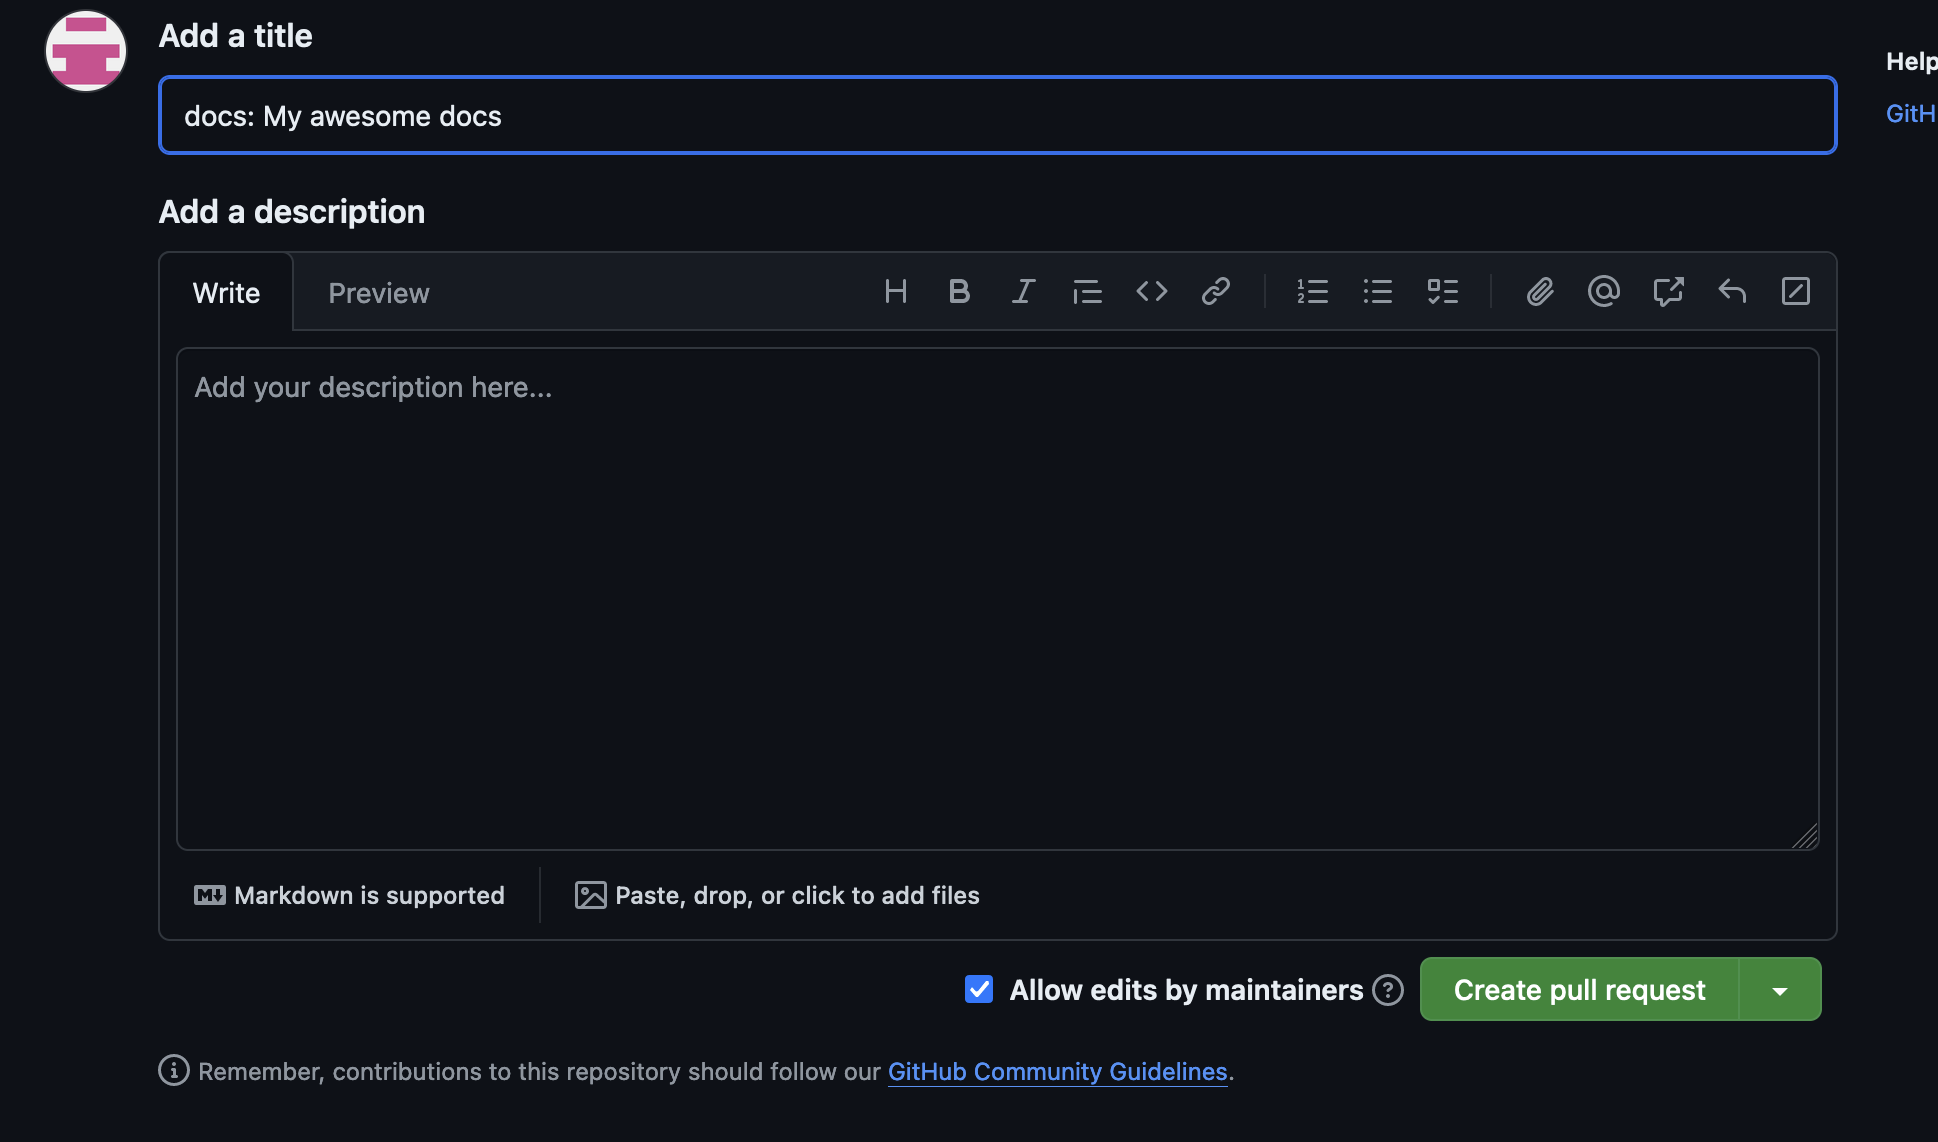 Add a title
Help
docs: My awesome docs
GitH
Add a description
Write Preview
Add your description here...
Markdown is supported Paste, drop, or click to add files
Allow edits by maintainers Create pull request
Remember, contributions to this repository should follow our GitHub Community Guidelines.